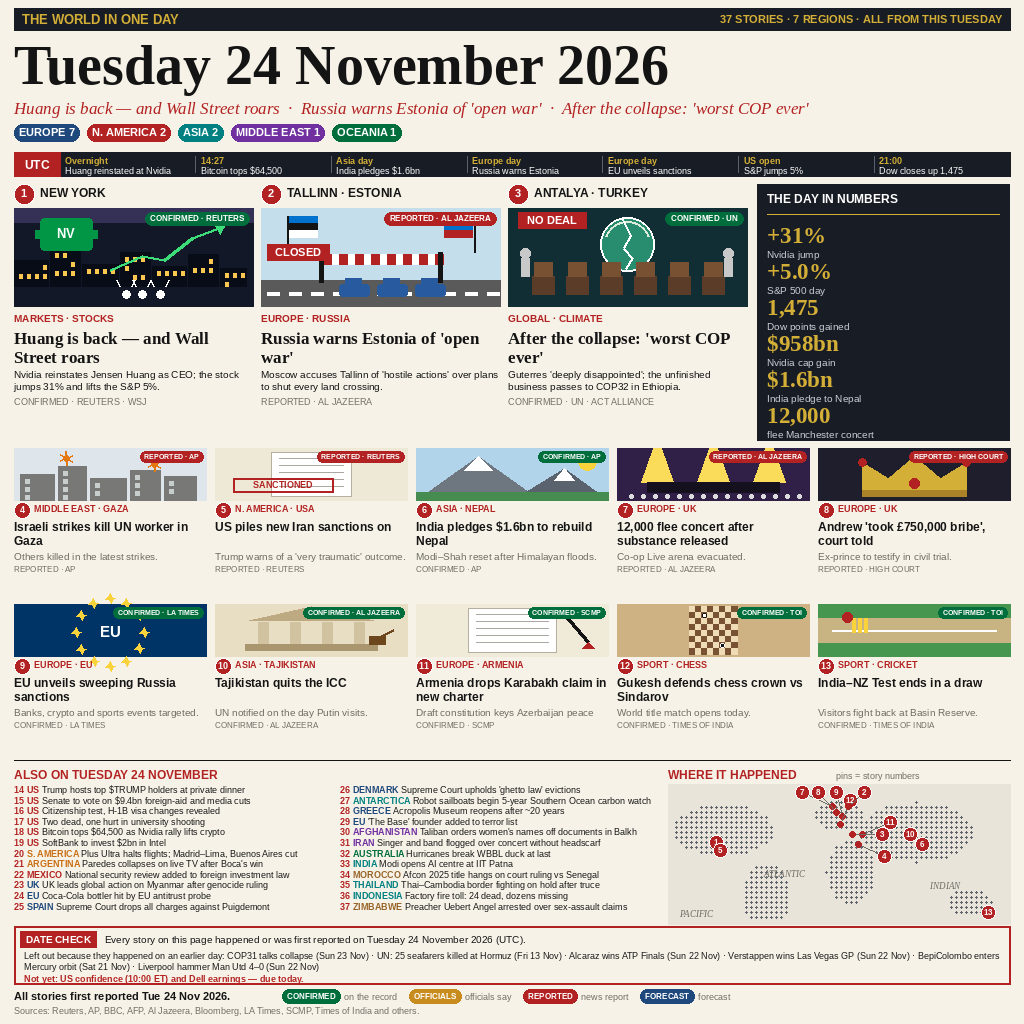 THE WORLD IN ONE DAY
37 STORIES · 7 REGIONS · ALL FROM THIS TUESDAY
Tuesday 24 November 2026
Huang is back — and Wall Street roars · Russia warns Estonia of 'open war' · After the collapse: 'worst COP ever'
EUROPE 7
N. AMERICA 2
ASIA 2
MIDDLE EAST 1
OCEANIA 1
UTC
Overnight
Huang reinstated at Nvidia
14:27
Bitcoin tops $64,500
Asia day
India pledges $1.6bn
Europe day
Russia warns Estonia
Europe day
EU unveils sanctions
US open
S&P jumps 5%
21:00
Dow closes up 1,475
1 NEW YORK
CONFIRMED · REUTERS
NV
MARKETS · STOCKS
Huang is back — and Wall
Street roars
Nvidia reinstates Jensen Huang as CEO; the stock
jumps 31% and lifts the S&P 5%.
CONFIRMED · REUTERS · WSJ
2 TALLINN · ESTONIA
REPORTED · AL JAZEERA
CLOSED
EUROPE · RUSSIA
Russia warns Estonia of 'open
war'
Moscow accuses Tallinn of 'hostile actions' over plans
to shut every land crossing.
REPORTED · AL JAZEERA
3 ANTALYA · TURKEY
NO DEAL
CONFIRMED · UN
GLOBAL · CLIMATE
After the collapse: 'worst COP
ever'
Guterres 'deeply disappointed'; the unfinished
business passes to COP32 in Ethiopia.
CONFIRMED · UN · ACT ALLIANCE
THE DAY IN NUMBERS
+31%
Nvidia jump
+5.0%
S&P 500 day
1,475
Dow points gained
$958bn
Nvidia cap gain
$1.6bn
India pledge to Nepal
12,000
flee Manchester concert
REPORTED · AP
4 MIDDLE EAST · GAZA
Israeli strikes kill UN worker in
Gaza
Others killed in the latest strikes.
REPORTED · AP
REPORTED · REUTERS
SANCTIONED
5 N. AMERICA · USA
US piles new Iran sanctions on
Trump warns of a 'very traumatic' outcome.
REPORTED · REUTERS
CONFIRMED · AP
6 ASIA · NEPAL
India pledges $1.6bn to rebuild
Nepal
Modi–Shah reset after Himalayan floods.
CONFIRMED · AP
REPORTED · AL JAZEERA
7 EUROPE · UK
12,000 flee concert after
substance released
Co-op Live arena evacuated.
REPORTED · AL JAZEERA
REPORTED · HIGH COURT
8 EUROPE · UK
Andrew 'took £750,000 bribe',
court told
Ex-prince to testify in civil trial.
REPORTED · HIGH COURT
CONFIRMED · LA TIMES
EU
9 EUROPE · EU
EU unveils sweeping Russia
sanctions
Banks, crypto and sports events targeted.
CONFIRMED · LA TIMES
CONFIRMED · AL JAZEERA
10 ASIA · TAJIKISTAN
Tajikistan quits the ICC
UN notified on the day Putin visits.
CONFIRMED · AL JAZEERA
CONFIRMED · SCMP
11 EUROPE · ARMENIA
Armenia drops Karabakh claim in
new charter
Draft constitution keys Azerbaijan peace
CONFIRMED · SCMP
CONFIRMED · TOI
12 SPORT · CHESS
Gukesh defends chess crown vs
Sindarov
World title match opens today.
CONFIRMED · TIMES OF INDIA
CONFIRMED · TOI
13 SPORT · CRICKET
India–NZ Test ends in a draw
Visitors fight back at Basin Reserve.
CONFIRMED · TIMES OF INDIA
ALSO ON TUESDAY 24 NOVEMBER
14 US Trump hosts top $TRUMP holders at private dinner
15 US Senate to vote on $9.4bn foreign-aid and media cuts
16 US Citizenship test, H-1B visa changes revealed
17 US Two dead, one hurt in university shooting
18 US Bitcoin tops $64,500 as Nvidia rally lifts crypto
19 US SoftBank to invest $2bn in Intel
20 S. AMERICA Plus Ultra halts flights; Madrid–Lima, Buenos Aires cut
21 ARGENTINA Paredes collapses on live TV after Boca's win
22 MEXICO National security review added to foreign investment law
23 UK UK leads global action on Myanmar after genocide ruling
24 EU Coca-Cola bottler hit by EU antitrust probe
25 SPAIN Supreme Court drops all charges against Puigdemont
26 DENMARK Supreme Court upholds 'ghetto law' evictions
27 ANTARCTICA Robot sailboats begin 5-year Southern Ocean carbon watch
28 GREECE Acropolis Museum reopens after ~20 years
29 EU 'The Base' founder added to terror list
30 AFGHANISTAN Taliban orders women's names off documents in Balkh
31 IRAN Singer and band flogged over concert without headscarf
32 AUSTRALIA Hurricanes break WBBL duck at last
33 INDIA Modi opens AI centre at IIT Patna
34 MOROCCO Afcon 2025 title hangs on court ruling vs Senegal
35 THAILAND Thai–Cambodia border fighting on hold after truce
36 INDONESIA Factory fire toll: 24 dead, dozens missing
37 ZIMBABWE Preacher Uebert Angel arrested over sex-assault claims
WHERE IT HAPPENED
pins = story numbers
7 8 9 12 2
1 5
11 3 10 6 4
ATLANTIC
INDIAN
PACIFIC
13
DATE CHECK
Every story on this page happened or was first reported on Tuesday 24 November 2026 (UTC).
Left out because they happened on an earlier day: COP31 talks collapse (Sun 23 Nov) · UN: 25 seafarers killed at Hormuz (Fri 13 Nov) · Alcaraz wins ATP Finals (Sun 22 Nov) · Verstappen wins Las Vegas GP (Sun 22 Nov) · BepiColombo enters
Mercury orbit (Sat 21 Nov) · Liverpool hammer Man Utd 4–0 (Sun 22 Nov)
Not yet: US confidence (10:00 ET) and Dell earnings — due today.
All stories first reported Tue 24 Nov 2026.
CONFIRMED on the record
OFFICIALS officials say
REPORTED news report
FORECAST forecast
Sources: Reuters, AP, BBC, AFP, Al Jazeera, Bloomberg, LA Times, SCMP, Times of India and others.